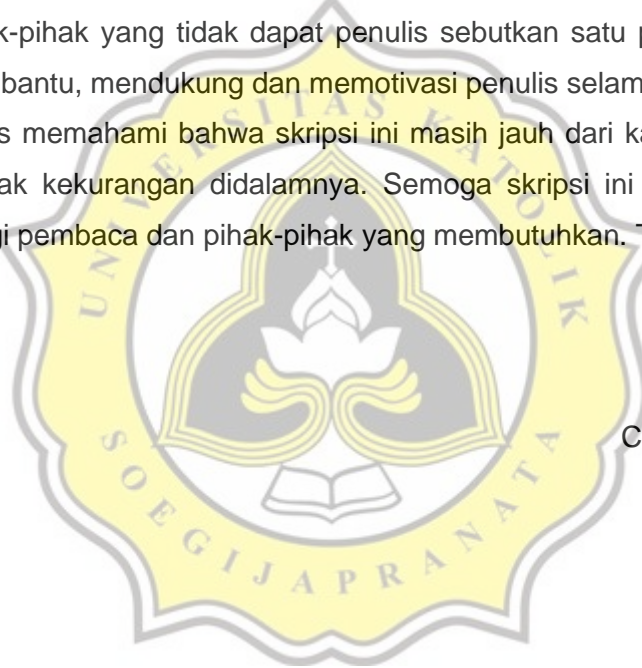 k-pihak yang tidak dapat penulis sebutkan satu p
bantu, mendukung dan memotivasi penulis selam
s memahami bahwa skripsi ini masih jauh dari ka
ak kekurangan didalamnya. Semoga skripsi ini
gi pembaca dan pihak-pihak yang membutuhkan. T
C
UNIVERSITAS KATOLIK
SOEGIJAPRANATA